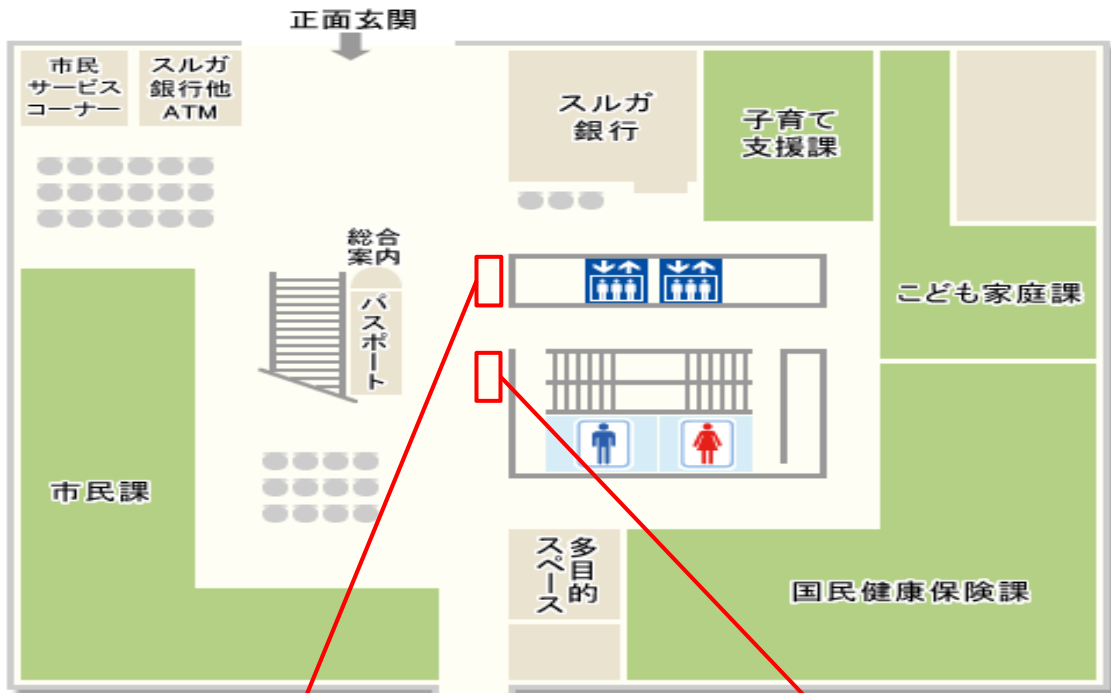 正面玄関
市民
サービス
コーナー
スルガ
銀行他
ATM
スルガ
銀行
子育て
支援課
総合
案内
パスポート
こども家庭課
市民課
多目的
スペース
国民健康保険課